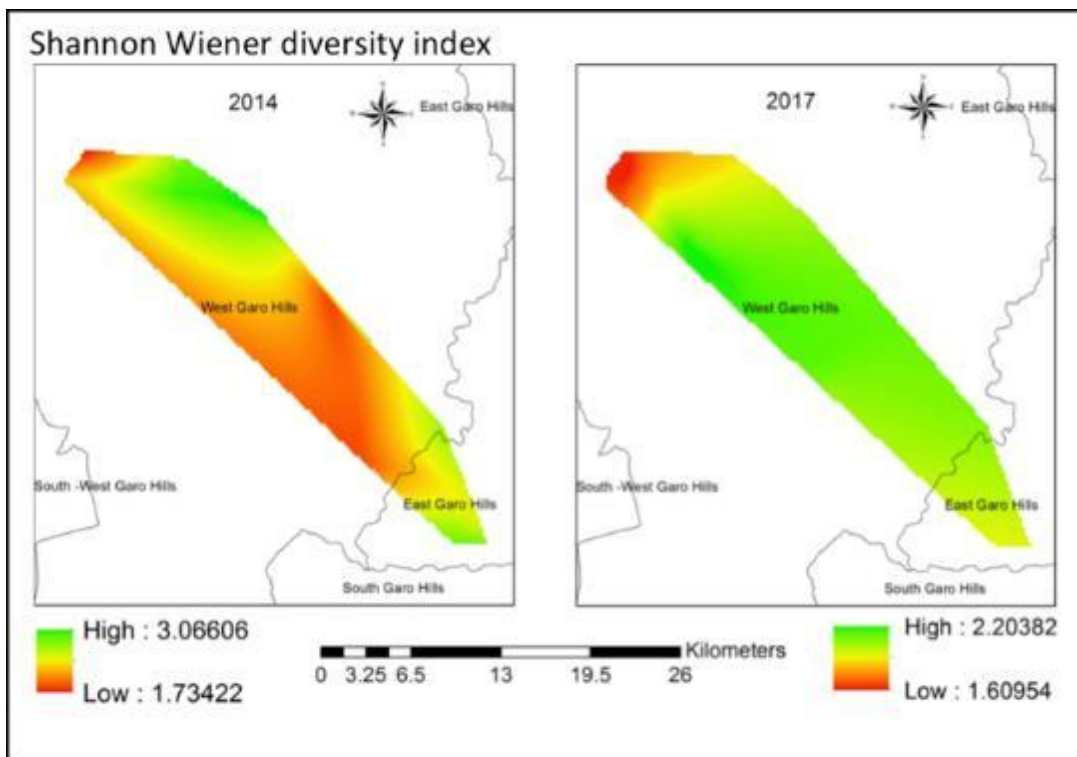 Shannon Wiener diversity index
2014
East Garo Hills
West Garo Hills
South -West Garo Hills
East Garo Hills
South Garo Hills
2017
East Garo Hills
West Garo Hills
South -West Garo Hills
East Garo Hills
South Garo Hills
High : 3.06606
Low : 1.73422
Kilometers
0 3.25 6.5 13 19.5 26
High : 2.20382
Low : 1.60954